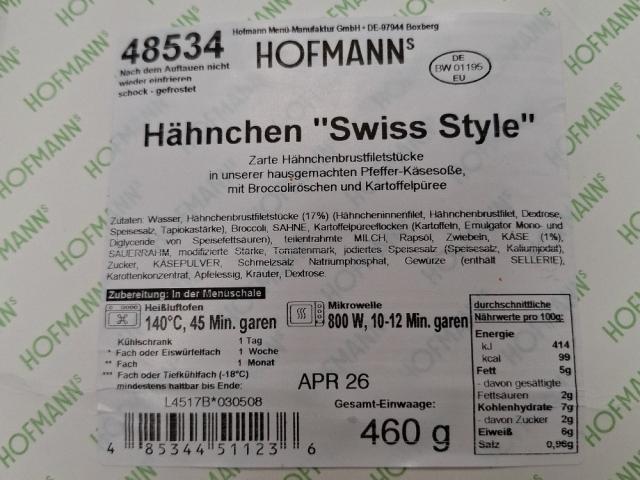 Hofmann Menü-Manufaktur GmbH • DE-97944 Boxberg
48534
HOFMANNS
Nach dem Auftauen nicht
wieder einfrieren
schock - gefrostet
DE
BW 01195
EU
Hähnchen "Swiss Style"
Zarte Hähnchenbrustfiletstücke
in unserer hausgemachten Pfeffer-Käsesoße,
mit Broccoliröschen und Kartoffelpüree
Zutaten: Wasser, Hähnchenbrustfiletstücke (17%) (Hähncheninnenfilet, Hähnchenbrustfilet, Dextrose,
Speisesalz, Tapiokastärke), Broccoli, SAHNE, Kartoffelpüreeflocken (Kartoffeln, Emulgator Mono- und
Diglyceride von Speisefettsäuren), teilentrahmte MILCH, Rapsöl, Zwiebeln, KÄSE (1%),
SAUERRAHM, modifizierte Stärke, Tomatenmark, jodiertes Speisesalz (Speisesalz, Kaliumjodat),
Zucker, KÄSEPULVER, Schmelzsalz Natriumphosphat, Gewürze (enthält SELLERIE),
Karottenkonzentrat, Apfelessig, Kräuter, Dextrose.
Zubereitung: In der Menüschale
Heißluftofen
140°C, 45 Min. garen
Mikrowelle
800 W, 10-12 Min. garen
Kühlschrank 1 Tag
* Fach oder Eiswürfelfach 1 Woche
** Fach 1 Monat
*** Fach oder Tiefkühlfach (-18°C)
mindestens haltbar bis Ende:
APR 26
L4517B*030508
Gesamt-Einwaage:
460 g
4 85344 51123 6
durchschnittliche
Nährwerte pro 100g:
Energie
kJ 414
kcal 99
Fett 5g
- davon gesättigte
Fettsäuren 2g
Kohlenhydrate 7g
- davon Zucker 2g
Eiweiß 6g
Salz 0,96g
HOFMANNS
HOFMANNS
HOFMANNS
HOFMANNS
HOFMANNS